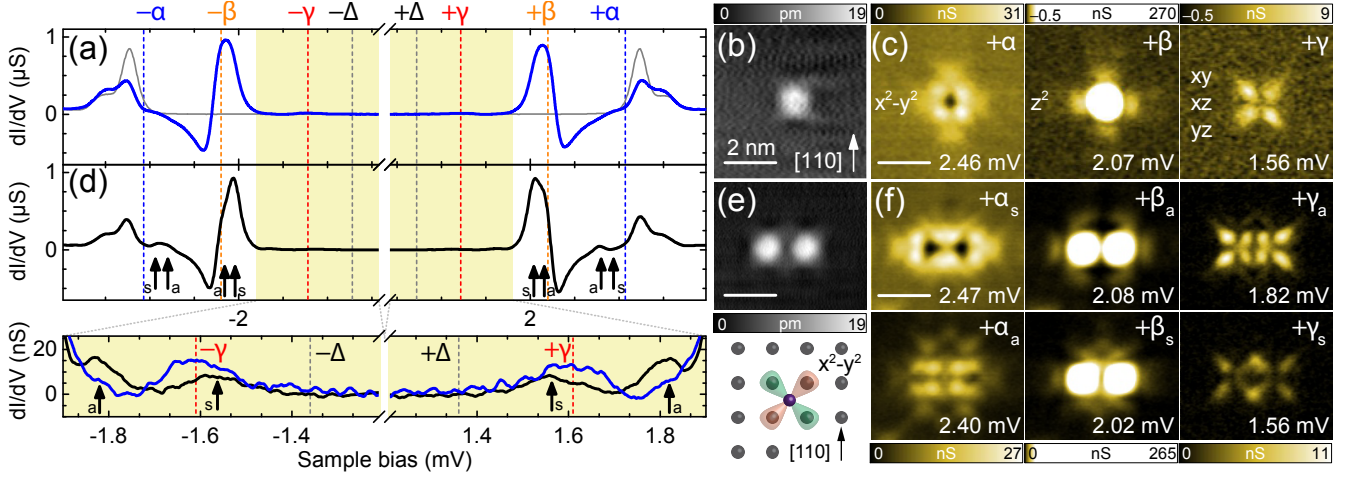 −α −β −γ −Δ +Δ +γ +β +α
(a)
dI/dV (µS)
1
0
(d)
dI/dV (µS)
1
0
s a a s s a a s
-2 2
dI/dV (nS)
20
0
−γ −Δ +Δ +γ
a s s a
-1.8 -1.6 -1.4 1.4 1.6 1.8
Sample bias (mV)
0 pm 19
(b)
2 nm
[110]
(e)
0 pm 19
x²-y²
[110]
0 nS 31
−0.5 nS 270
−0.5 nS 9
(c)
+α
x²-y²
2.46 mV
+β
z²
2.07 mV
+γ
xy
xz
yz
1.56 mV
(f)
+αs
2.47 mV
+βa
2.08 mV
+γa
1.82 mV
+αa
2.40 mV
+βs
2.02 mV
+γs
1.56 mV
0 nS 27
0 nS 265
0 nS 11